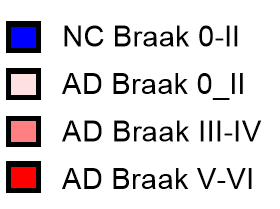 NC Braak 0-II
AD Braak 0_II
AD Braak III-IV
AD Braak V-VI